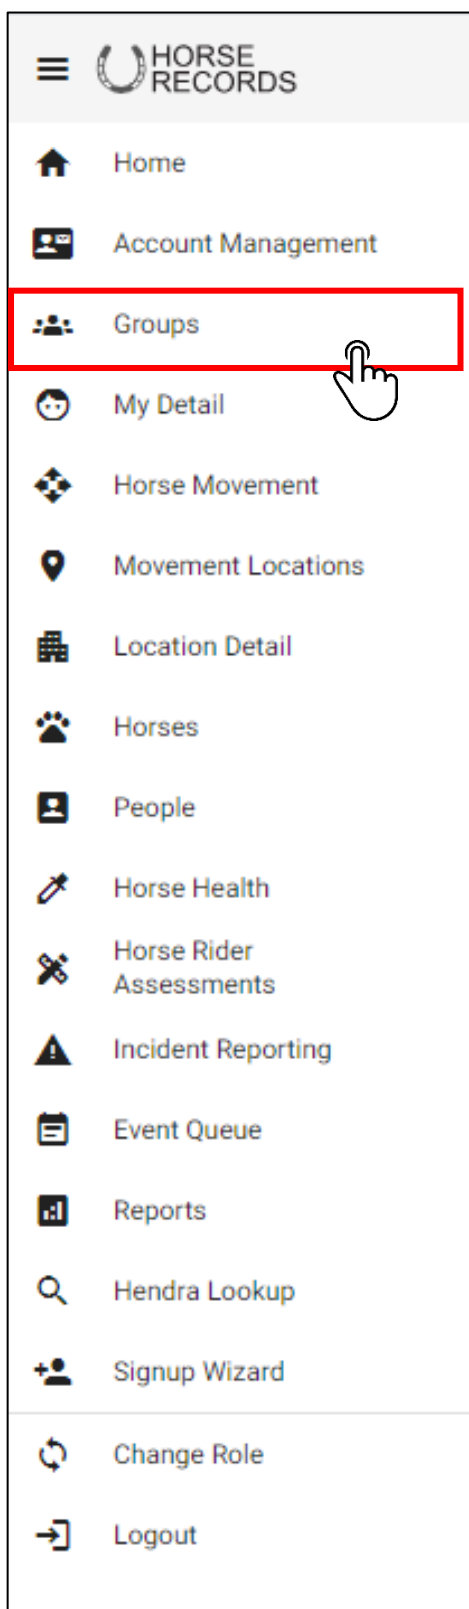 HORSE
RECORDS
Home
Account Management
Groups
My Detail
Horse Movement
Movement Locations
Location Detail
Horses
People
Horse Health
Horse Rider
Assessments
Incident Reporting
Event Queue
Reports
Hendra Lookup
Signup Wizard
Change Role
Logout